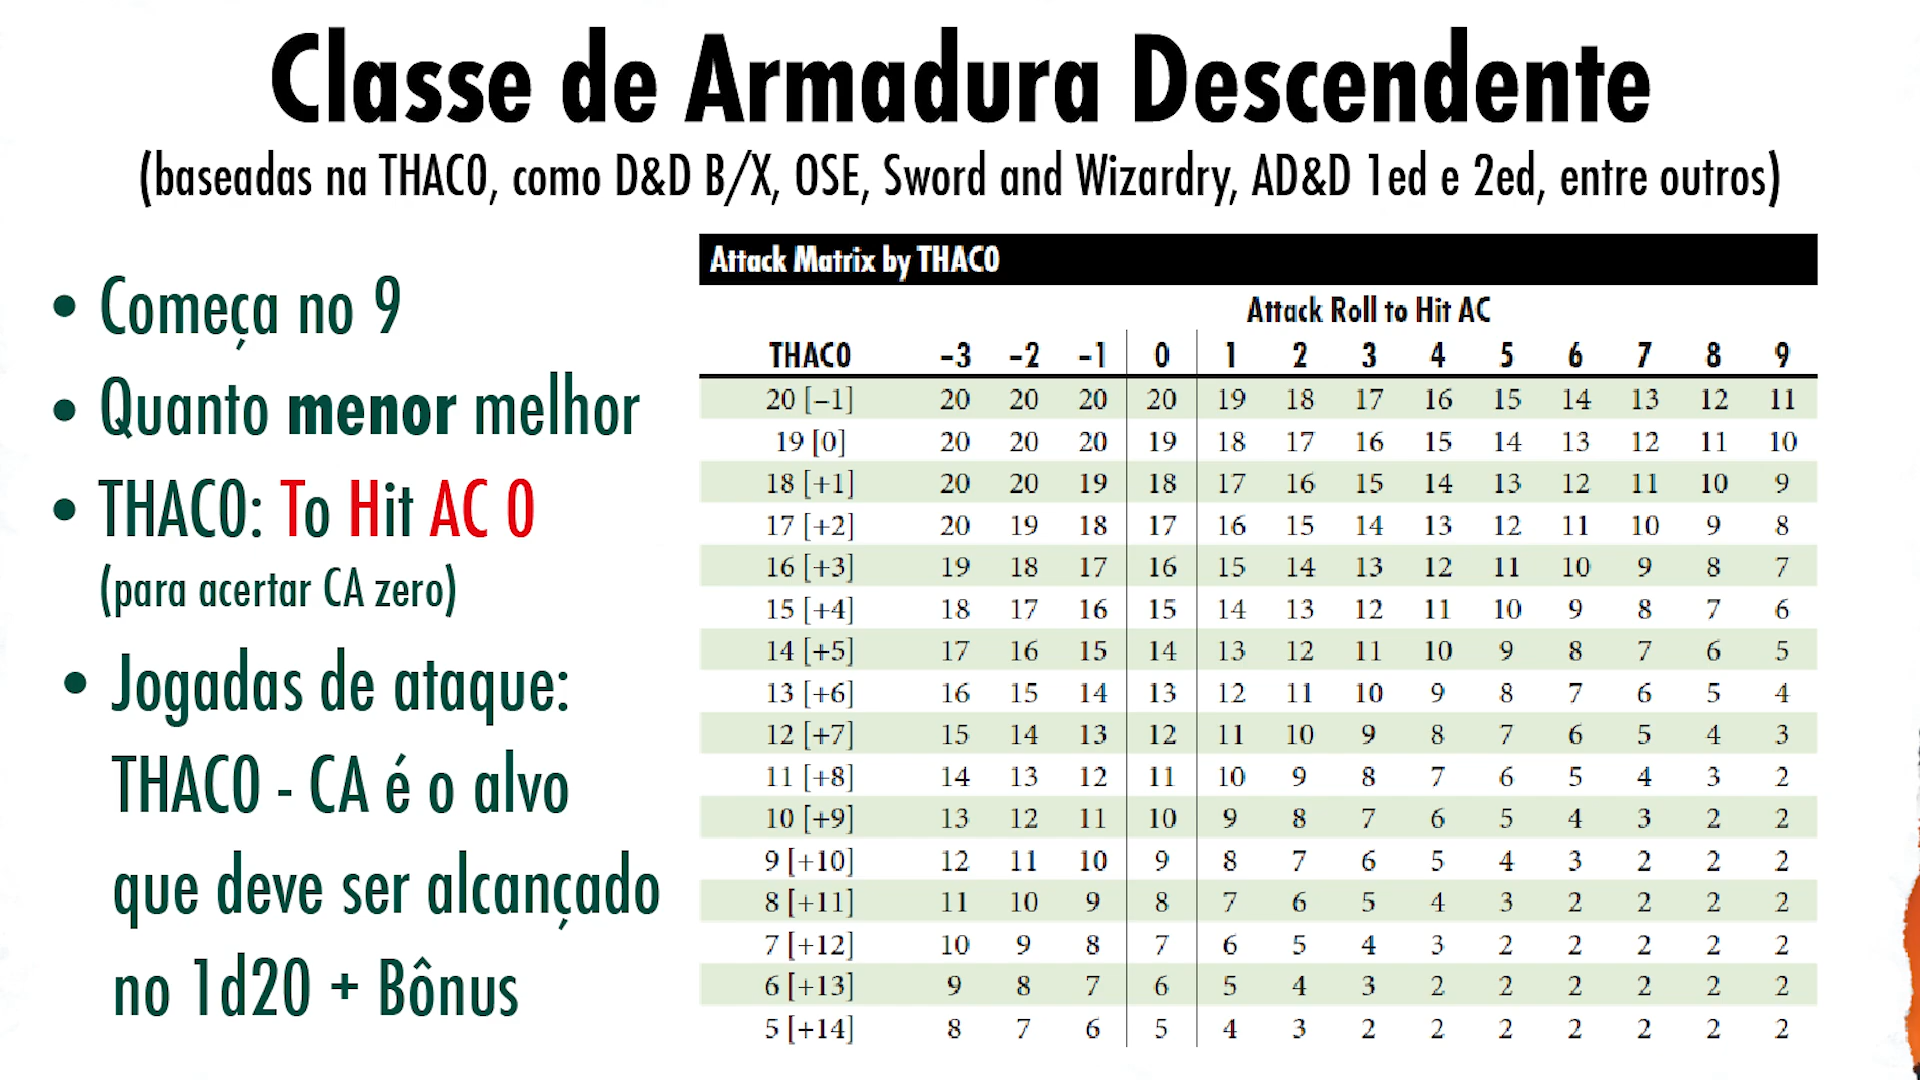 Classe de Armadura Descendente
(baseadas na THAC0, como D&D B/X, OSE, Sword and Wizardry, AD&D 1ed e 2ed, entre outros)
• Começa no 9
• Quanto menor melhor
• THAC0: To Hit AC 0
(para acertar CA zero)
• Jogadas de ataque:
THAC0 - CA é o alvo
que deve ser alcançado
no 1d20 + Bônus
Attack Matrix by THAC0
Attack Roll to Hit AC
THAC0 –3 –2 –1 0 1 2 3 4 5 6 7 8 9
20 [–1] 20 20 20 20 19 18 17 16 15 14 13 12 11
19 [0] 20 20 20 19 18 17 16 15 14 13 12 11 10
18 [+1] 20 20 19 18 17 16 15 14 13 12 11 10 9
17 [+2] 20 19 18 17 16 15 14 13 12 11 10 9 8
16 [+3] 19 18 17 16 15 14 13 12 11 10 9 8 7
15 [+4] 18 17 16 15 14 13 12 11 10 9 8 7 6
14 [+5] 17 16 15 14 13 12 11 10 9 8 7 6 5
13 [+6] 16 15 14 13 12 11 10 9 8 7 6 5 4
12 [+7] 15 14 13 12 11 10 9 8 7 6 5 4 3
11 [+8] 14 13 12 11 10 9 8 7 6 5 4 3 2
10 [+9] 13 12 11 10 9 8 7 6 5 4 3 2 2
9 [+10] 12 11 10 9 8 7 6 5 4 3 2 2 2
8 [+11] 11 10 9 8 7 6 5 4 3 2 2 2 2
7 [+12] 10 9 8 7 6 5 4 3 2 2 2 2 2
6 [+13] 9 8 7 6 5 4 3 2 2 2 2 2 2
5 [+14] 8 7 6 5 4 3 2 2 2 2 2 2 2